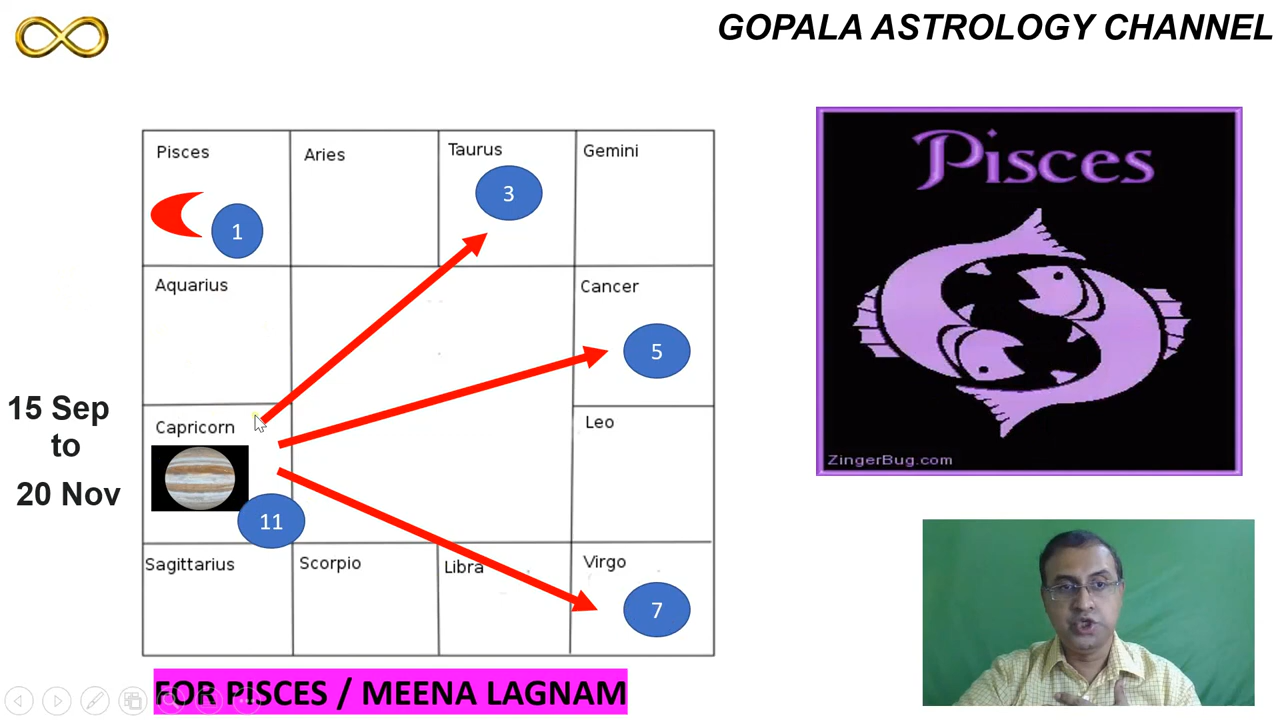 GOPALA ASTROLOGY CHANNEL
Pisces
Aries
Taurus
Gemini
3
1
Aquarius
Cancer
5
15 Sep
to
20 Nov
Capricorn
Leo
11
Sagittarius
Scorpio
Libra
Virgo
7
FOR PISCES / MEENA LAGNAM
Pisces
ZingerBug.com